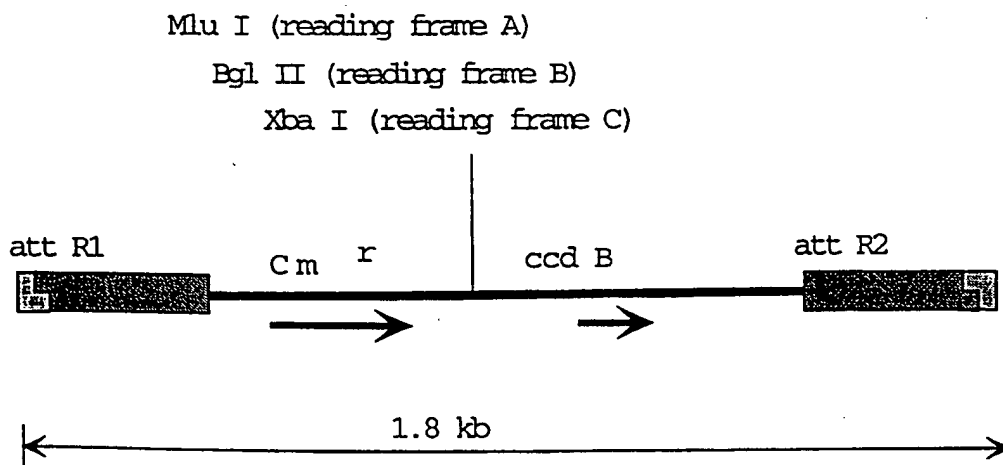 Mlu I (reading frame A)
Bgl II (reading frame B)
Xba I (reading frame C)
att R1
Cm r
ccd B
att R2
1.8 kb